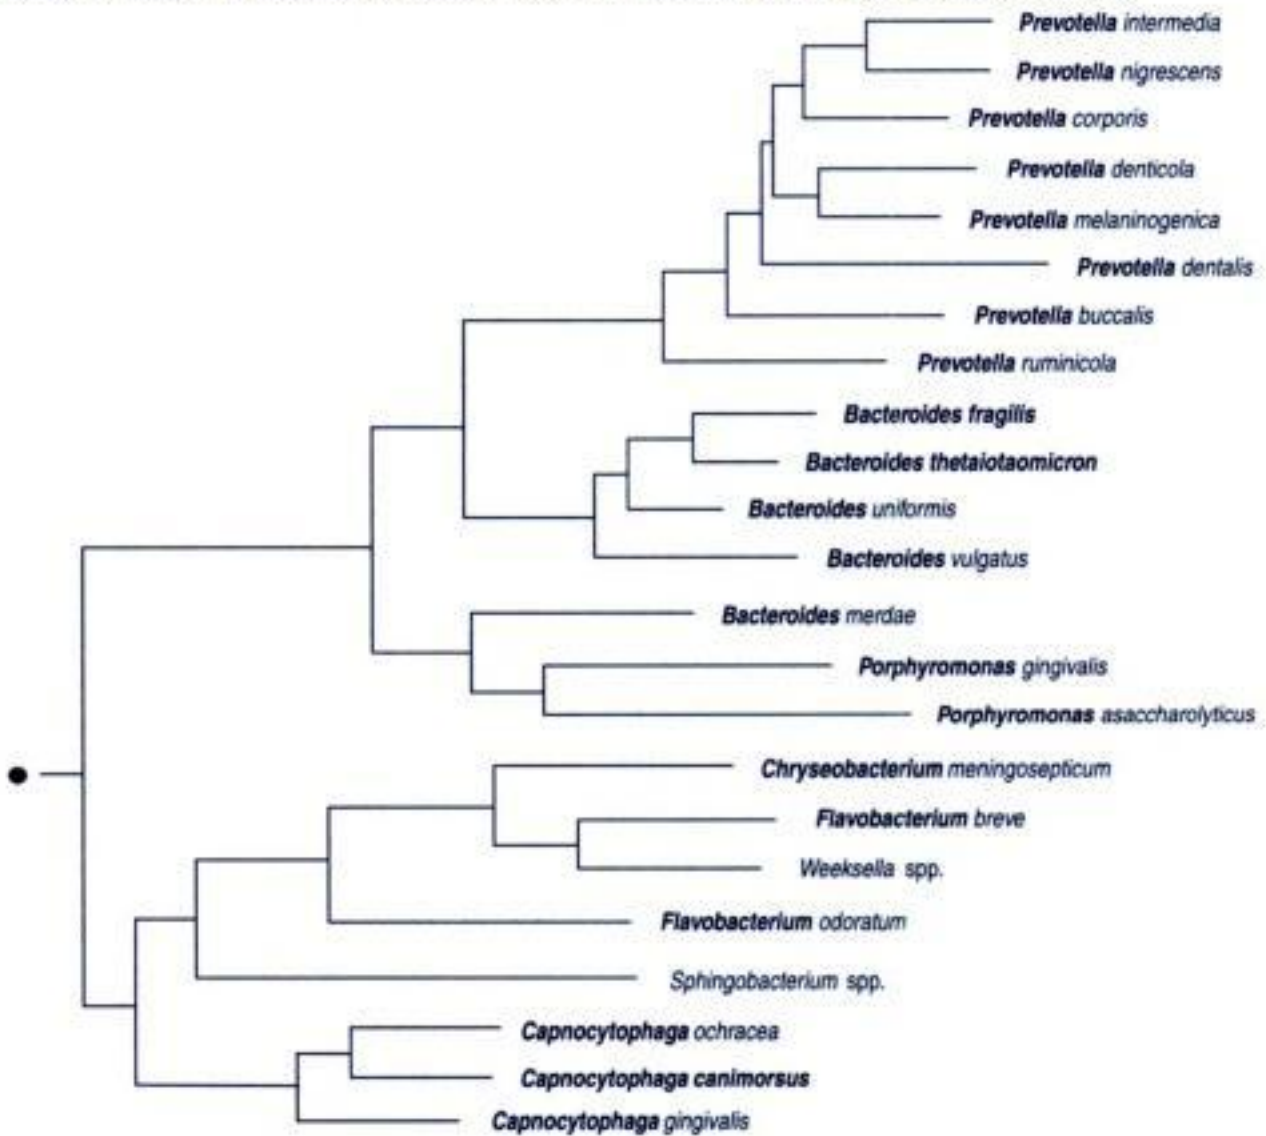 Prevotella intermedia
Prevotella nigrescens
Prevotella corporis
Prevotella denticola
Prevotella melaninogenica
Prevotella dentalis
Prevotella buccalis
Prevotella ruminicola
Bacteroides fragilis
Bacteroides thetaiotaomicron
Bacteroides uniformis
Bacteroides vulgatus
Bacteroides merdae
Porphyromonas gingivalis
Porphyromonas asaccharolyticus
Chryseobacterium meningosepticum
Flavobacterium breve
Weeksella spp.
Flavobacterium odoratum
Sphingobacterium spp.
Capnocytophaga ochracea
Capnocytophaga canimorsus
Capnocytophaga gingivalis